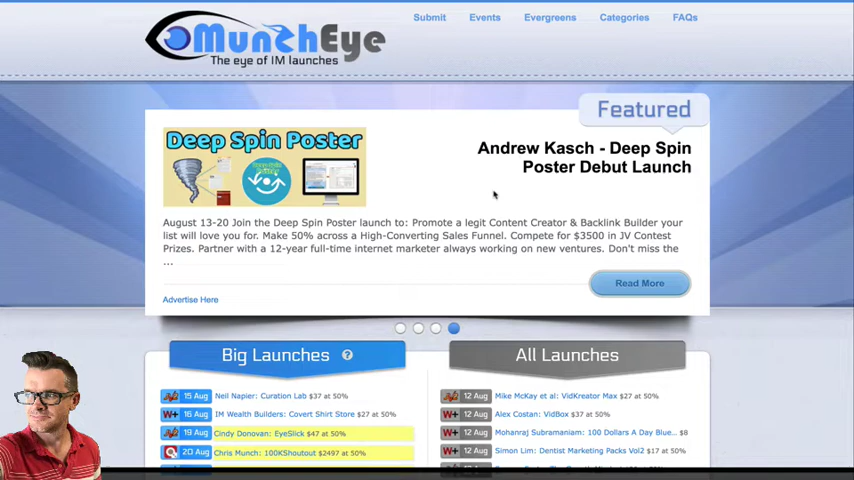 Submit Events Evergreens Categories FAQs
MunchEye
The eye of IM launches
Featured
Deep Spin Poster
Andrew Kasch - Deep Spin
Poster Debut Launch
August 13-20 Join the Deep Spin Poster launch to: Promote a legit Content Creator & Backlink Builder your
list will love you for. Make 50% across a High-Converting Sales Funnel. Compete for $3500 in JV Contest
Prizes. Partner with a 12-year full-time internet marketer always working on new ventures. Don't miss the
...
Read More
Advertise Here
Big Launches ?
15 Aug Neil Napier: Curation Lab $37 at 50%
16 Aug IM Wealth Builders: Covert Shirt Store $27 at 50%
19 Aug Cindy Donovan: EyeSlick $47 at 50%
20 Aug Chris Munch: 100KShoutout $2497 at 50%
All Launches
12 Aug Mike McKay et al: VidKreator Max $27 at 50%
12 Aug Alex Costan: VidBox $37 at 50%
12 Aug Mohanraj Subramaniam: 100 Dollars A Day Blue... $8
12 Aug Simon Lim: Dentist Marketing Packs Vol2 $17 at 50%